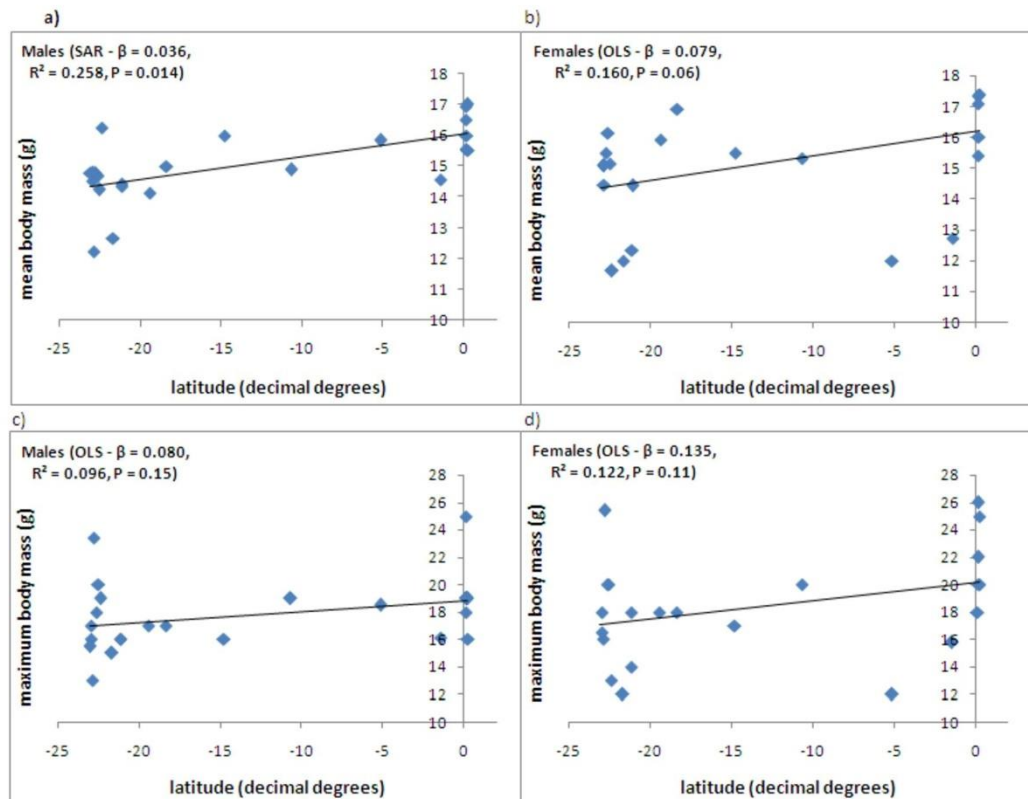 a)
Males (SAR - β = 0.036,
R² = 0.258, P = 0.014)
mean body mass (g)
18
17
16
15
14
13
12
11
10
-25 -20 -15 -10 -5 0
latitude (decimal degrees)
b)
Females (OLS - β = 0.079,
R² = 0.160, P = 0.06)
mean body mass (g)
18
17
16
15
14
13
12
11
10
-25 -20 -15 -10 -5 0
latitude (decimal degrees)
c)
Males (OLS - β = 0.080,
R² = 0.096, P = 0.15)
maximum body mass (g)
28
26
24
22
20
18
16
14
12
10
-25 -20 -15 -10 -5 0
latitude (decimal degrees)
d)
Females (OLS - β = 0.135,
R² = 0.122, P = 0.11)
maximum body mass (g)
28
26
24
22
20
18
16
14
12
10
-25 -20 -15 -10 -5 0
latitude (decimal degrees)